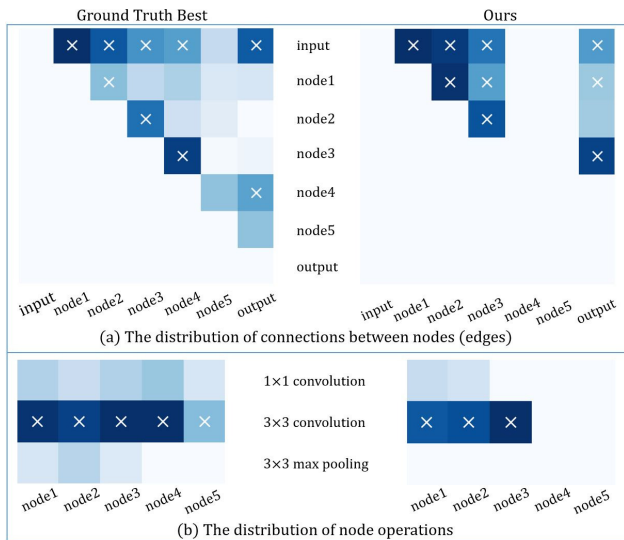 Ground Truth Best
Ours
input
node1
node2
node3
node4
node5
output
input
node1
node2
node3
node4
node5
output
input
node1
node2
node3
node4
node5
output
(a) The distribution of connections between nodes (edges)
1×1 convolution
3×3 convolution
3×3 max pooling
node1
node2
node3
node4
node5
node1
node2
node3
node4
node5
(b) The distribution of node operations